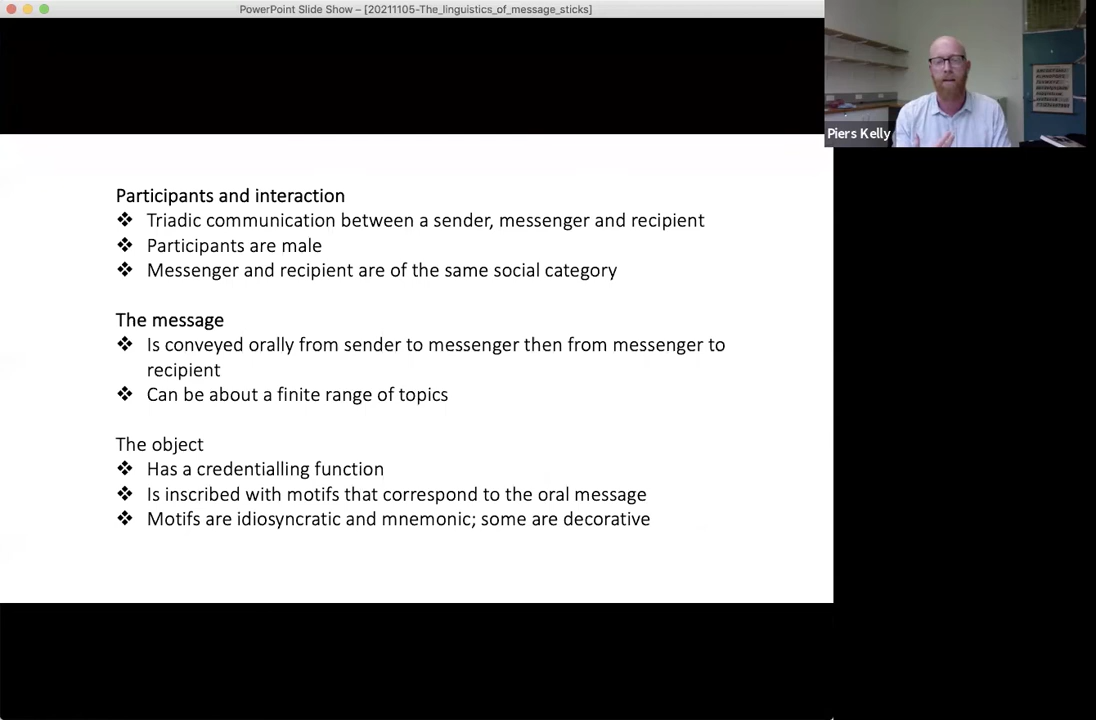 PowerPoint Slide Show – [20211105-The_linguistics_of_message_sticks]
Piers Kelly
Participants and interaction
❖ Triadic communication between a sender, messenger and recipient
❖ Participants are male
❖ Messenger and recipient are of the same social category
The message
❖ Is conveyed orally from sender to messenger then from messenger to
recipient
❖ Can be about a finite range of topics
The object
❖ Has a credentialling function
❖ Is inscribed with motifs that correspond to the oral message
❖ Motifs are idiosyncratic and mnemonic; some are decorative